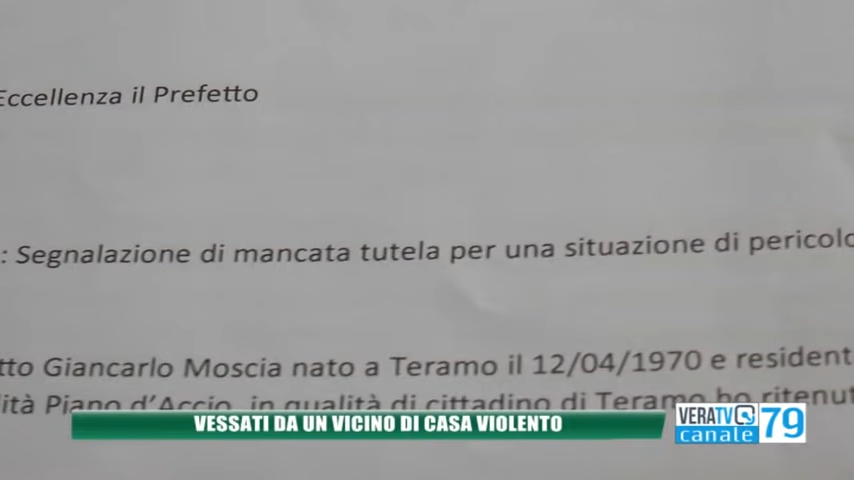 Eccellenza il Prefetto
: Segnalazione di mancata tutela per una situazione di pericolo
tto Giancarlo Moscia nato a Teramo il 12/04/1970 e resident
lità Piano d'Accio, in qualità di cittadino di Teramo ho ritenut
VESSATI DA UN VICINO DI CASA VIOLENTO
VERATV
canale 79